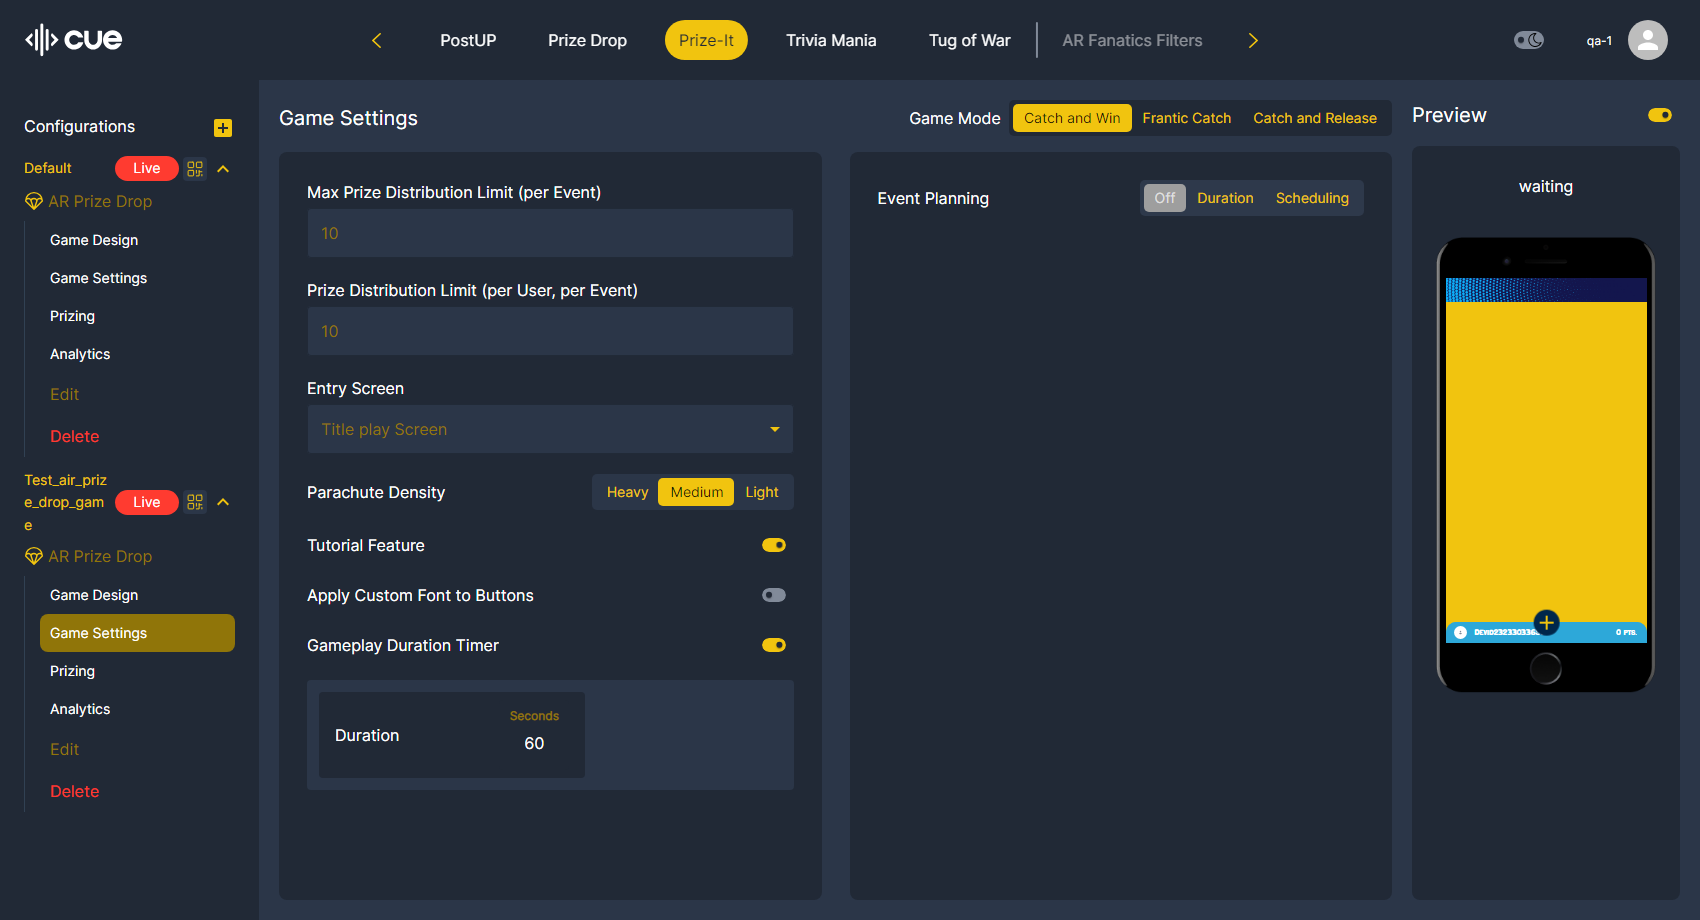 cue
PostUP
Prize Drop
Prize-It
Trivia Mania
Tug of War
AR Fanatics Filters
qa-1
Configurations
Default
Live
AR Prize Drop
Game Design
Game Settings
Prizing
Analytics
Edit
Delete
Test_air_priz
e_drop_gam
e
Live
AR Prize Drop
Game Design
Game Settings
Prizing
Analytics
Edit
Delete
Game Settings
Game Mode
Catch and Win
Frantic Catch
Catch and Release
Max Prize Distribution Limit (per Event)
10
Prize Distribution Limit (per User, per Event)
10
Entry Screen
Title play Screen
Parachute Density
Heavy
Medium
Light
Tutorial Feature
Apply Custom Font to Buttons
Gameplay Duration Timer
Duration
Seconds
60
Event Planning
Off
Duration
Scheduling
Preview
waiting
0 PTS.